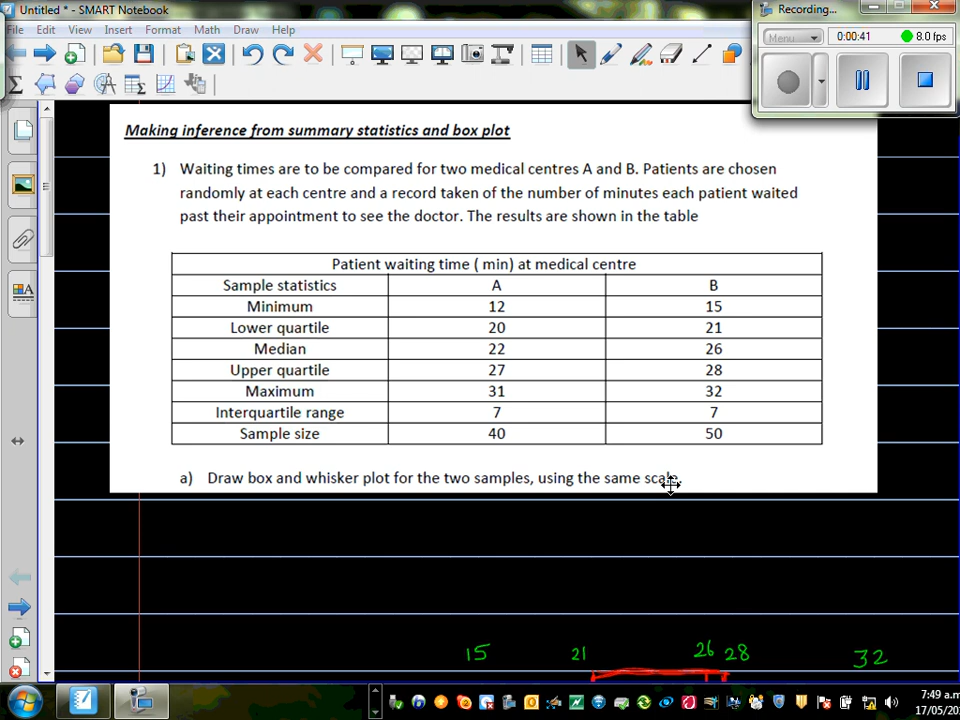 Untitled * - SMART Notebook
Recording...
File Edit View Insert Format Math Draw Help
Menu 0:00:41 8.0 fps
Making inference from summary statistics and box plot
1) Waiting times are to be compared for two medical centres A and B. Patients are chosen
randomly at each centre and a record taken of the number of minutes each patient waited
past their appointment to see the doctor. The results are shown in the table
Patient waiting time ( min) at medical centre
Sample statistics A B
Minimum 12 15
Lower quartile 20 21
Median 22 26
Upper quartile 27 28
Maximum 31 32
Interquartile range 7 7
Sample size 40 50
a) Draw box and whisker plot for the two samples, using the same scale.
15 21 26 28 32
7:49 a.m
17/05/20